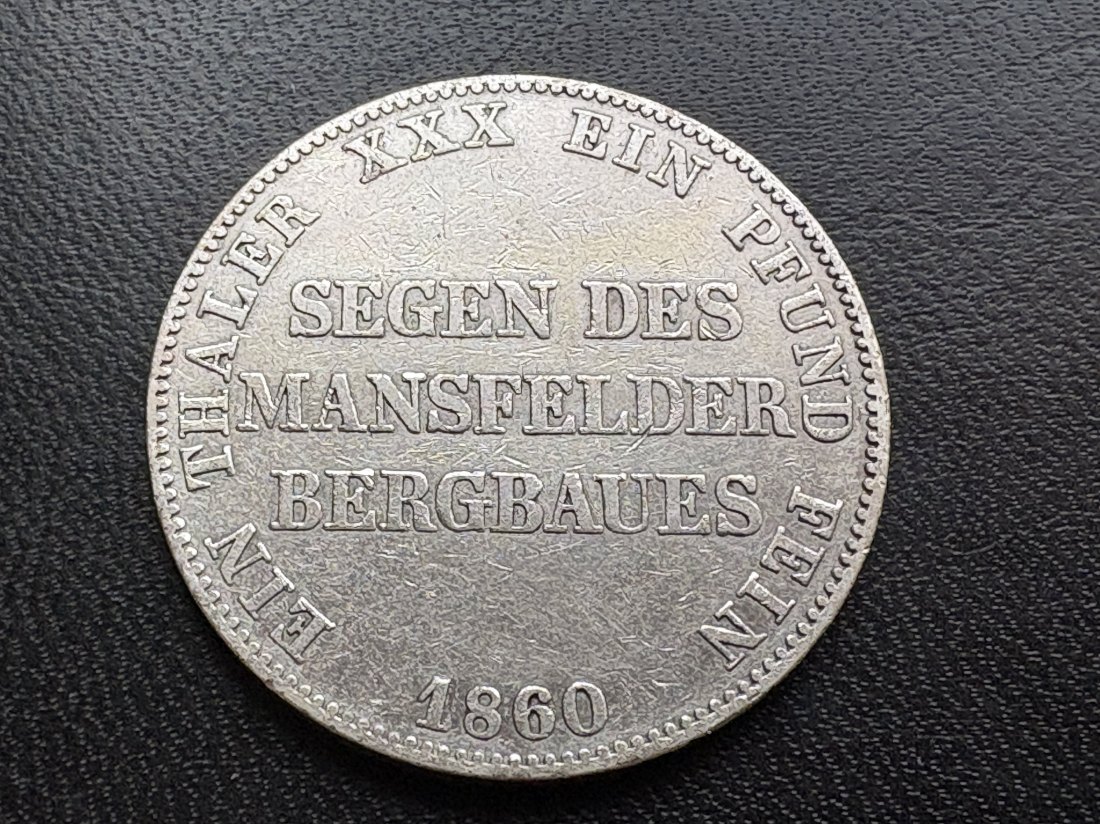 EIN THALER XXX EIN PFUND FEIN
SEGEN DES
MANSFELDER
BERGBAUES
1860